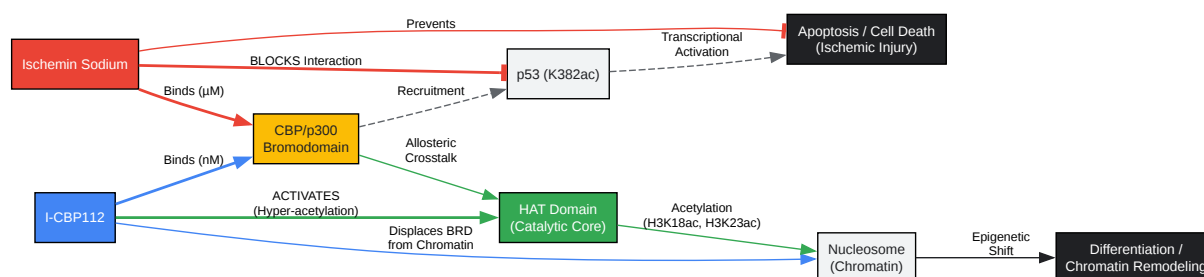 Prevents
Apoptosis / Cell Death
(Ischemic Injury)
Ischemin Sodium
BLOCKS Interaction
p53 (K382ac)
Transcriptional
Activation
Binds (μM)
Recruitment
CBP/p300
Bromodomain
Allosteric
Crosstalk
Binds (nM)
I-CBP112
ACTIVATES
(Hyper-acetylation)
HAT Domain
(Catalytic Core)
Acetylation
(H3K18ac, H3K23ac)
Displaces BRD
from Chromatin
Nucleosome
(Chromatin)
Epigenetic
Shift
Differentiation /
Chromatin Remodeling